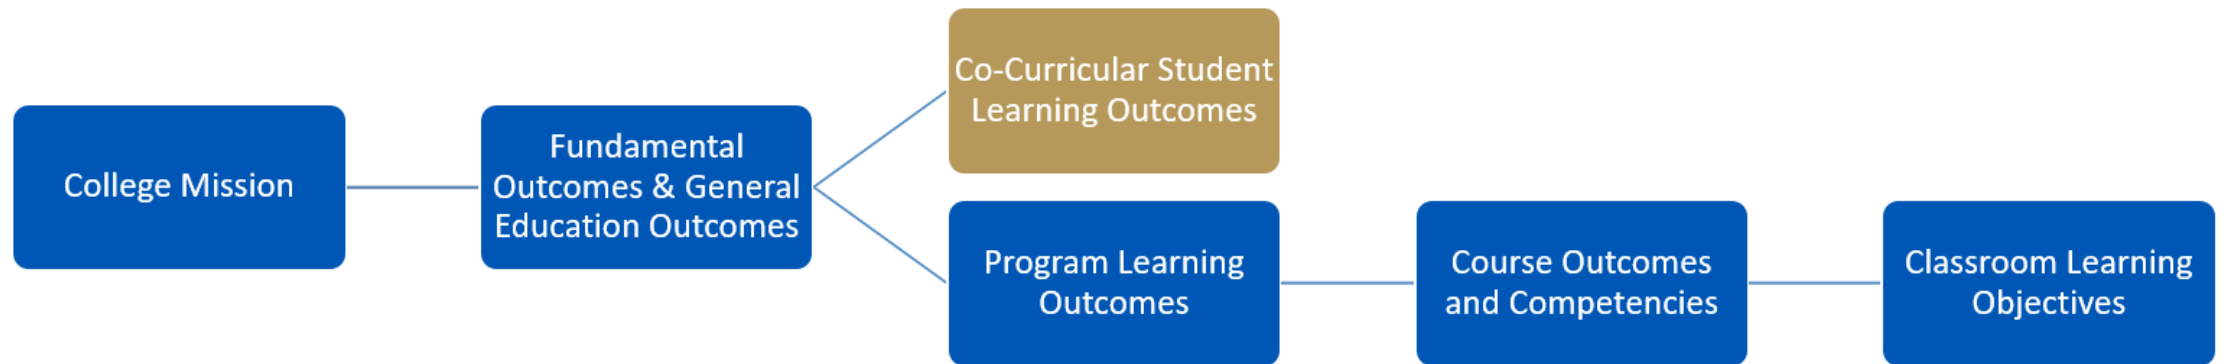 College Mission
Fundamental
Outcomes & General
Education Outcomes
Co-Curricular Student
Learning Outcomes
Program Learning
Outcomes
Course Outcomes
and Competencies
Classroom Learning
Objectives